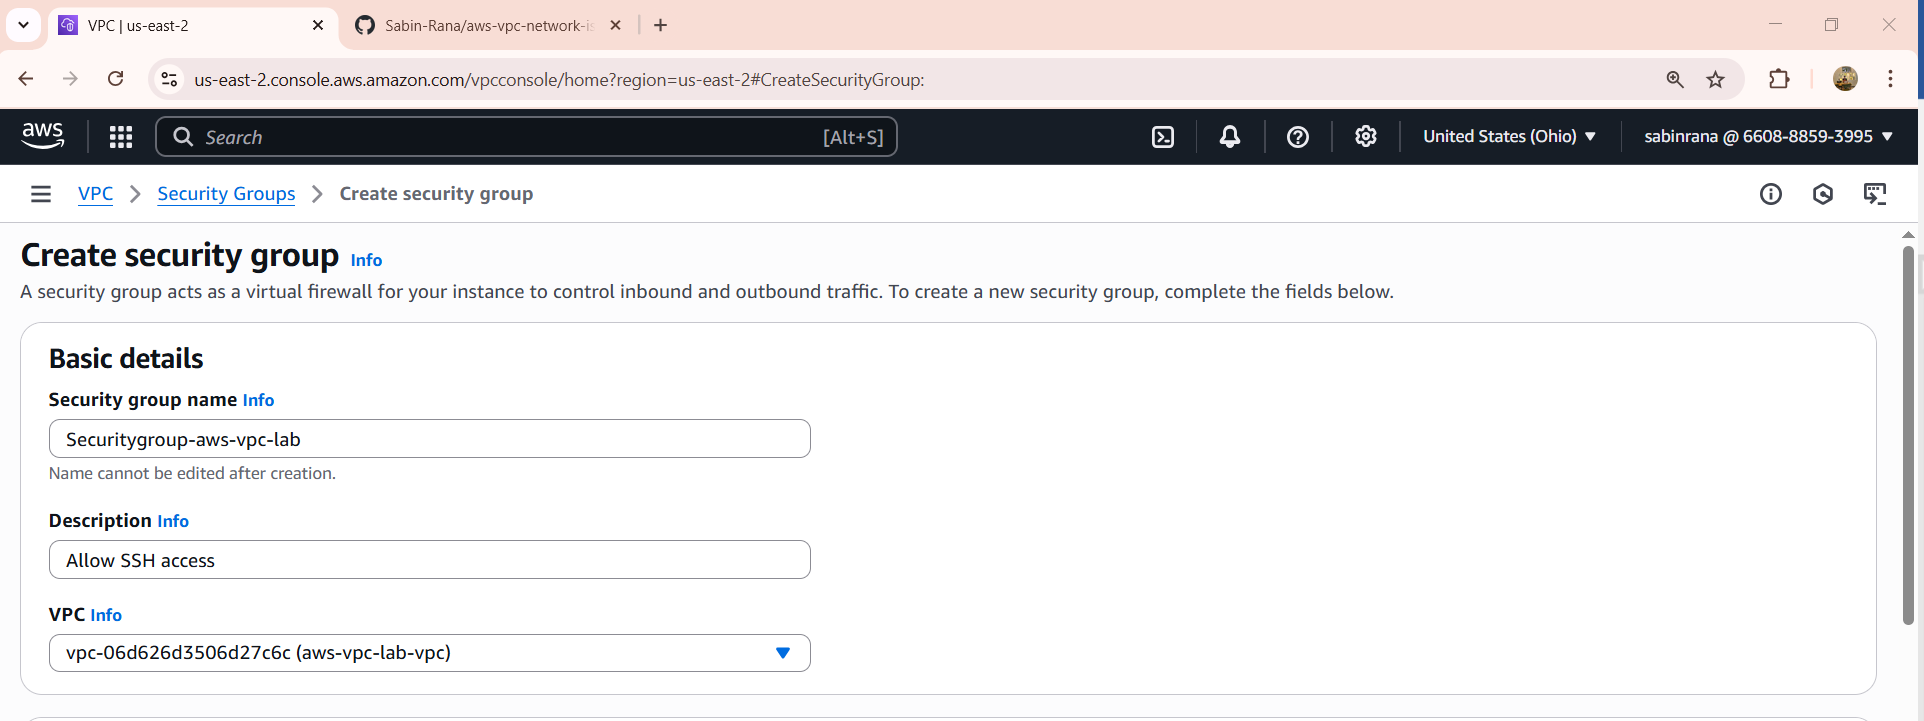 VPC | us-east-2
Sabin-Rana/aws-vpc-network-is
us-east-2.console.aws.amazon.com/vpcconsole/home?region=us-east-2#CreateSecurityGroup:
aws
Search
[Alt+S]
United States (Ohio)
sabinrana @ 6608-8859-3995
VPC > Security Groups > Create security group
Create security group Info
A security group acts as a virtual firewall for your instance to control inbound and outbound traffic. To create a new security group, complete the fields below.
Basic details
Security group name Info
Securitygroup-aws-vpc-lab
Name cannot be edited after creation.
Description Info
Allow SSH access
VPC Info
vpc-06d626d3506d27c6c (aws-vpc-lab-vpc)